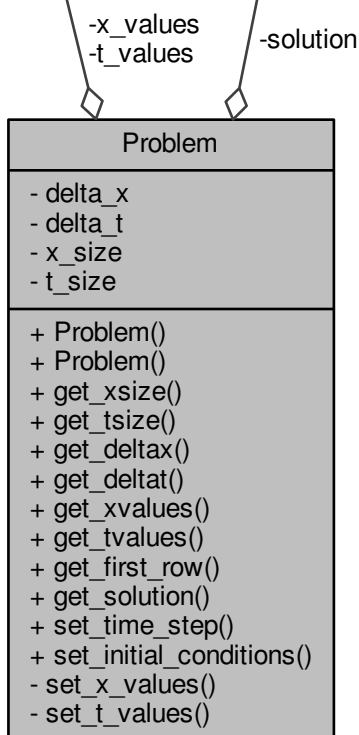 -x_values
-t_values
-solution
Problem
- delta_x
- delta_t
- x_size
- t_size
+ Problem()
+ Problem()
+ get_xsize()
+ get_tsize()
+ get_deltax()
+ get_deltat()
+ get_xvalues()
+ get_tvalues()
+ get_first_row()
+ get_solution()
+ set_time_step()
+ set_initial_conditions()
- set_x_values()
- set_t_values()